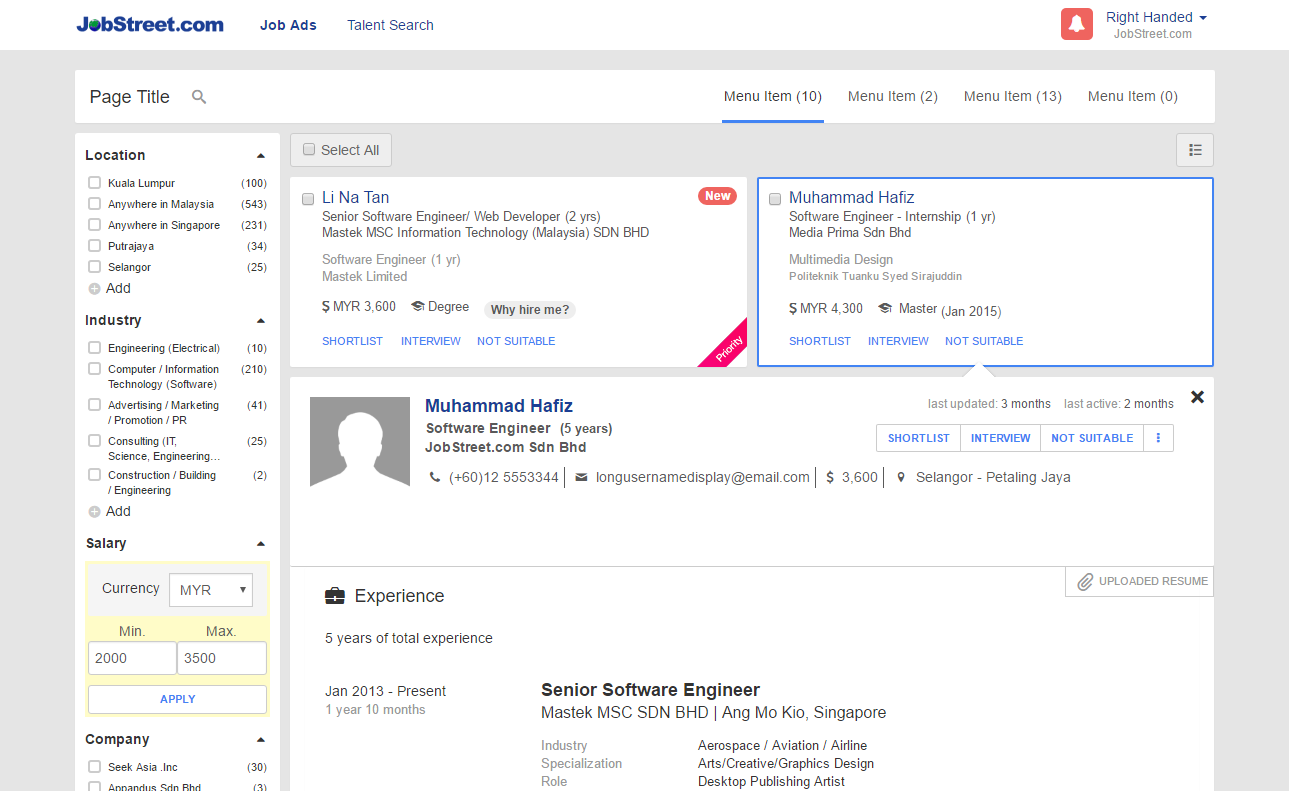 JobStreet.com
Job Ads
Talent Search
Right Handed
JobStreet.com
Page Title
Menu Item (10)
Menu Item (2)
Menu Item (13)
Menu Item (0)
Location
Kuala Lumpur (100)
Anywhere in Malaysia (543)
Anywhere in Singapore (231)
Putrajaya (34)
Selangor (25)
Add
Industry
Engineering (Electrical) (10)
Computer / Information (210)
Technology (Software)
Advertising / Marketing (41)
/ Promotion / PR
Consulting (IT, (25)
Science, Engineering...
Construction / Building (2)
/ Engineering
Add
Salary
Currency MYR
Min. Max.
2000 3500
APPLY
Company
Seek Asia .Inc (30)
Appandus Sdn Bhd (3)
Select All
Li Na Tan
New
Senior Software Engineer/ Web Developer (2 yrs)
Mastek MSC Information Technology (Malaysia) SDN BHD
Software Engineer (1 yr)
Mastek Limited
$ MYR 3,600 Degree Why hire me?
SHORTLIST INTERVIEW NOT SUITABLE
Priority
Muhammad Hafiz
Software Engineer - Internship (1 yr)
Media Prima Sdn Bhd
Multimedia Design
Politeknik Tuanku Syed Sirajuddin
$ MYR 4,300 Master (Jan 2015)
SHORTLIST INTERVIEW NOT SUITABLE
Muhammad Hafiz
last updated: 3 months last active: 2 months
Software Engineer (5 years)
JobStreet.com Sdn Bhd
SHORTLIST INTERVIEW NOT SUITABLE
(+60)12 5553344 longusernamedisplay@email.com $ 3,600 Selangor - Petaling Jaya
UPLOADED RESUME
Experience
5 years of total experience
Jan 2013 - Present
1 year 10 months
Senior Software Engineer
Mastek MSC SDN BHD | Ang Mo Kio, Singapore
Industry Aerospace / Aviation / Airline
Specialization Arts/Creative/Graphics Design
Role Desktop Publishing Artist